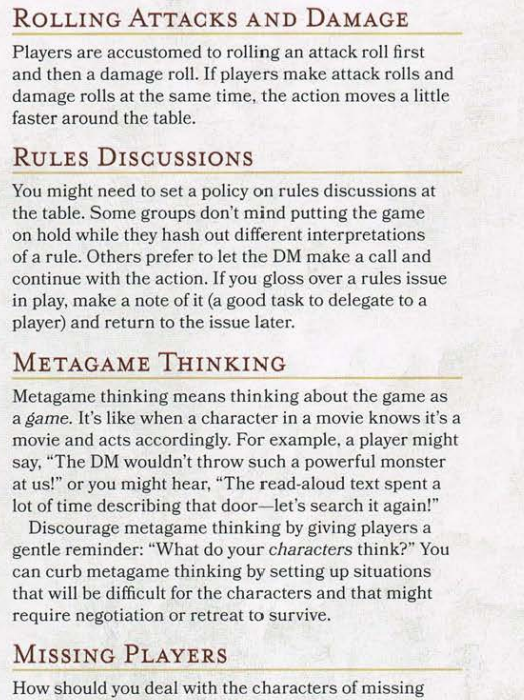 ROLLING ATTACKS AND DAMAGE
Players are accustomed to rolling an attack roll first
and then a damage roll. If players make attack rolls and
damage rolls at the same time, the action moves a little
faster around the table.
RULES DISCUSSIONS
You might need to set a policy on rules discussions at
the table. Some groups don't mind putting the game
on hold while they hash out different interpretations
of a rule. Others prefer to let the DM make a call and
continue with the action. If you gloss over a rules issue
in play, make a note of it (a good task to delegate to a
player) and return to the issue later.
METAGAME THINKING
Metagame thinking means thinking about the game as
a game. It's like when a character in a movie knows it's a
movie and acts accordingly. For example, a player might
say, “The DM wouldn't throw such a powerful monster
at us!” or you might hear, “The read-aloud text spent a
lot of time describing that door—let's search it again!”
Discourage metagame thinking by giving players a
gentle reminder: “What do your characters think?” You
can curb metagame thinking by setting up situations
that will be difficult for the characters and that might
require negotiation or retreat to survive.
MISSING PLAYERS
How should you deal with the characters of missing